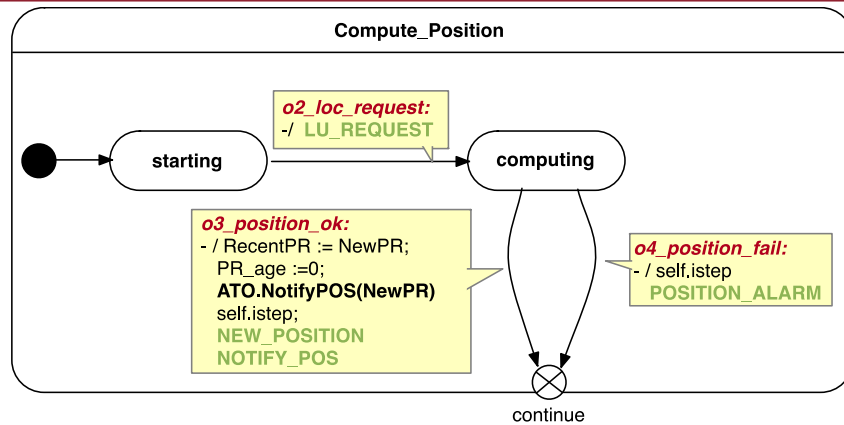 Compute_Position
o2_loc_request:
-/ LU_REQUEST
starting
computing
o3_position_ok:
- / RecentPR := NewPR;
PR_age :=0;
ATO.NotifyPOS(NewPR)
self.istep;
NEW_POSITION
NOTIFY_POS
o4_position_fail:
- / self.istep
POSITION_ALARM
continue